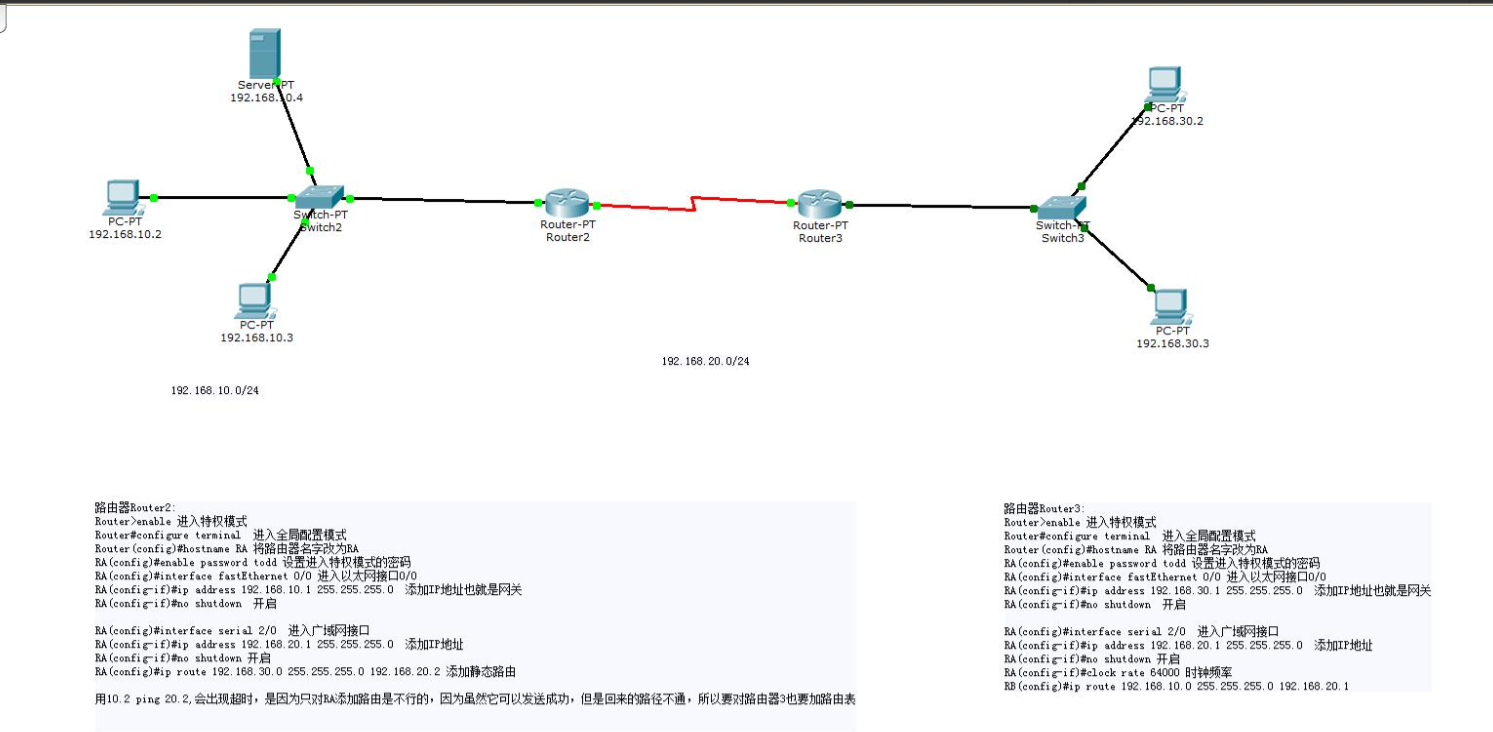 Server-PT
192.168.10.4
PC-PT
192.168.30.2
PC-PT
192.168.10.2
Switch-PT
Switch2
Router-PT
Router2
Router-PT
Router3
Switch-PT
Switch3
PC-PT
192.168.10.3
PC-PT
192.168.30.3
192.168.20.0/24
192.168.10.0/24
路由器Router2:
Router>enable 进入特权模式
Router#configure terminal 进入全局配置模式
Router(config)#hostname RA 将路由器名字改为RA
RA(config)#enable password todd 设置进入特权模式的密码
RA(config)#interface fastEthernet 0/0 进入以太网接口0/0
RA(config-if)#ip address 192.168.10.1 255.255.255.0 添加IP地址也就是网关
RA(config-if)#no shutdown 开启
RA(config)#interface serial 2/0 进入广域网接口
RA(config-if)#ip address 192.168.20.1 255.255.255.0 添加IP地址
RA(config-if)#no shutdown 开启
RA(config)#ip route 192.168.30.0 255.255.255.0 192.168.20.2 添加静态路由
用10.2 ping 20.2,会出现超时，是因为只对RA添加路由是不行的，因为虽然它可以发送成功，但是回来的路径不通，所以要对路由器3也要加路由表
路由器Router3:
Router>enable 进入特权模式
Router#configure terminal 进入全局配置模式
Router(config)#hostname RA 将路由器名字改为RA
RA(config)#enable password todd 设置进入特权模式的密码
RA(config)#interface fastEthernet 0/0 进入以太网接口0/0
RA(config-if)#ip address 192.168.30.1 255.255.255.0 添加IP地址也就是网关
RA(config-if)#no shutdown 开启
RA(config)#interface serial 2/0 进入广域网接口
RA(config-if)#ip address 192.168.20.1 255.255.255.0 添加IP地址
RA(config-if)#no shutdown 开启
RA(config-if)#clock rate 64000 时钟频率
RB(config)#ip route 192.168.10.0 255.255.255.0 192.168.20.1